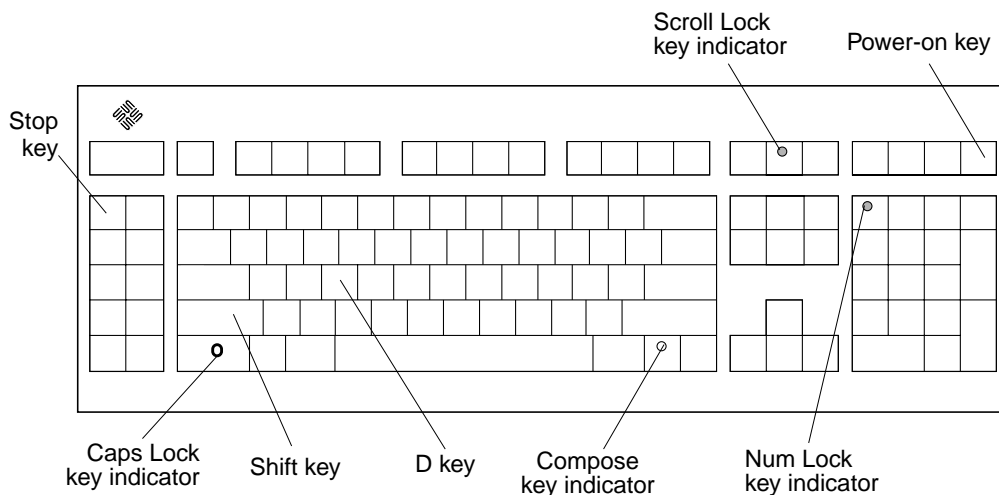 Scroll Lock
key indicator
Power-on key
Stop
key
Caps Lock
key indicator
Shift key
D key
Compose
key indicator
Num Lock
key indicator